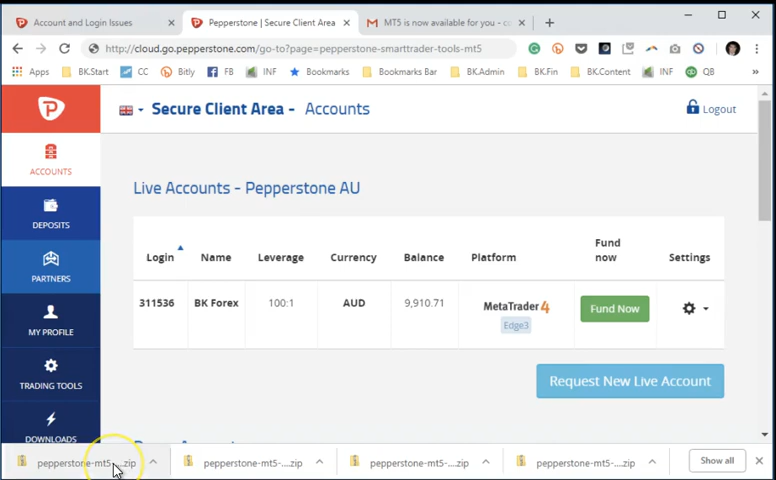 Account and Login Issues
Pepperstone | Secure Client Area
MT5 is now available for you - co
http://cloud.go.pepperstone.com/go-to?page=pepperstone-smarttrader-tools-mt5
Apps
BK.Start
CC
Bitly
FB
INF
Bookmarks
Bookmarks Bar
BK.Admin
BK.Fin
BK.Content
INF
QB
»
Secure Client Area - Accounts
Logout
ACCOUNTS
DEPOSITS
PARTNERS
MY PROFILE
TRADING TOOLS
DOWNLOADS
Live Accounts - Pepperstone AU
Login Name Leverage Currency Balance Platform Fund now Settings
311536 BK Forex 100:1 AUD 9,910.71 MetaTrader 4 Fund Now
Edge3
Request New Live Account
pepperstone-mt5-....zip
pepperstone-mt5-....zip
pepperstone-mt5-....zip
pepperstone-mt5-....zip
Show all